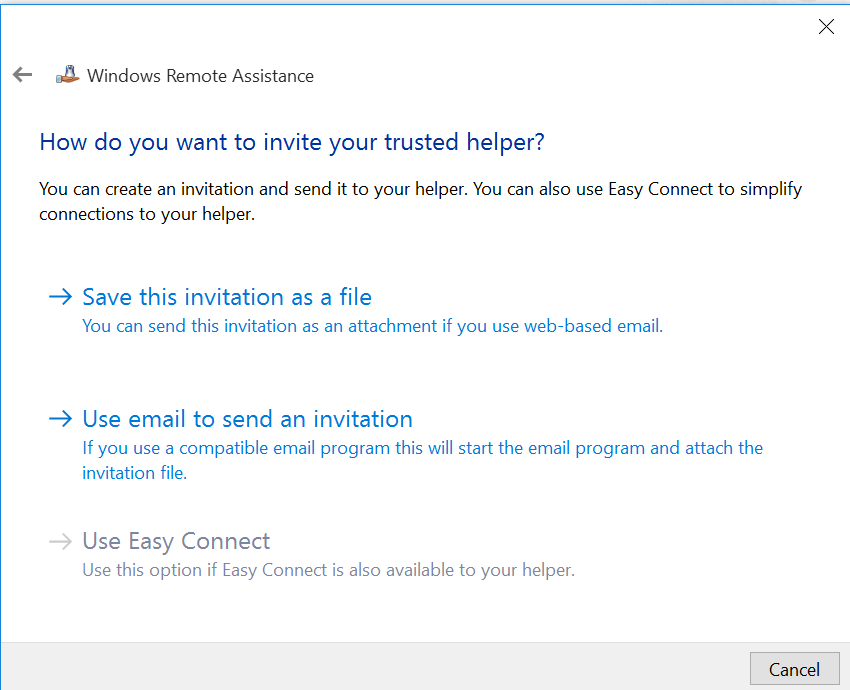 Windows Remote Assistance
How do you want to invite your trusted helper?
You can create an invitation and send it to your helper. You can also use Easy Connect to simplify
connections to your helper.
Save this invitation as a file
You can send this invitation as an attachment if you use web-based email.
Use email to send an invitation
If you use a compatible email program this will start the email program and attach the
invitation file.
Use Easy Connect
Use this option if Easy Connect is also available to your helper.
Cancel